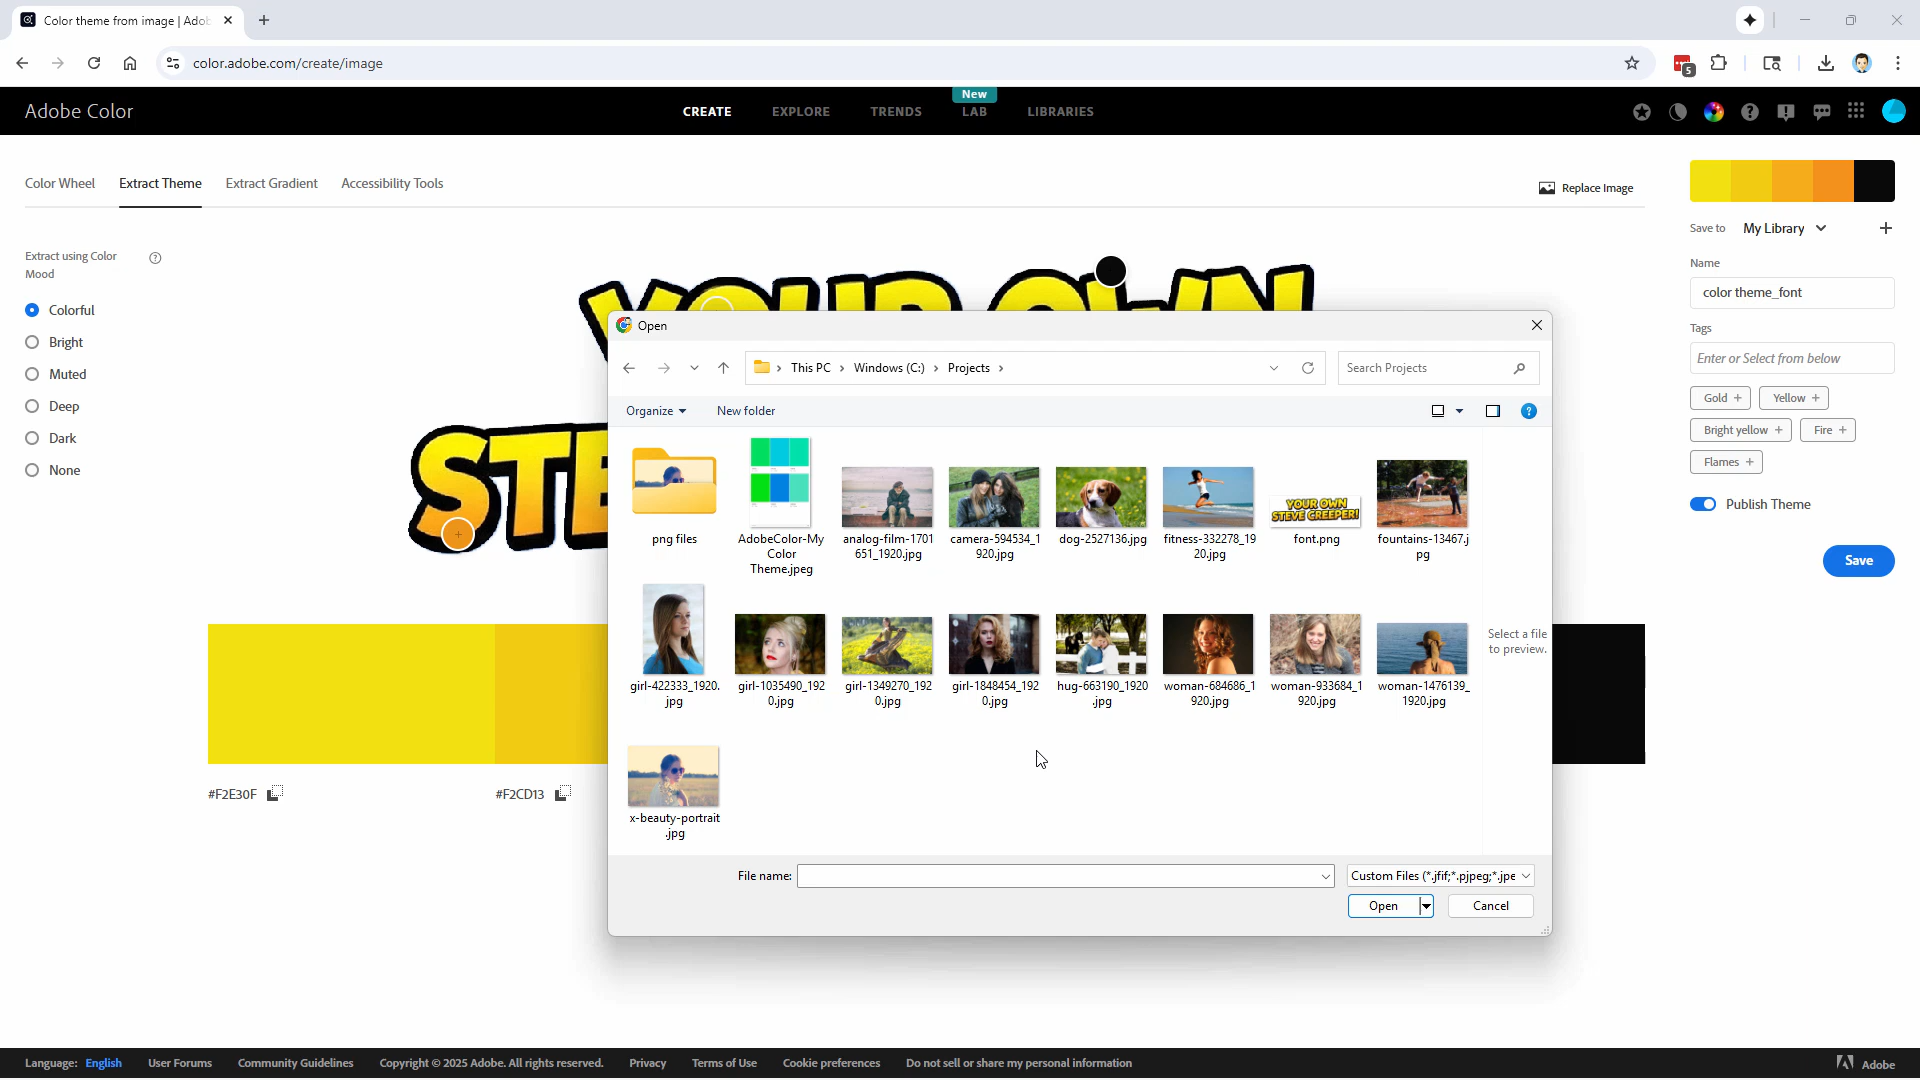 Color theme from image | Adob
color.adobe.com/create/image
5
Adobe Color
CREATE
EXPLORE
TRENDS
New
LAB
LIBRARIES
Color Wheel
Extract Theme
Extract Gradient
Accessibility Tools
Replace Image
Extract using Color
Mood
Colorful
Bright
Muted
Deep
Dark
None
YOUR OWN
STE
#F2E30F
#F2CD13
Open
This PC
Windows (C:)
Projects
Search Projects
Organize
New folder
YOUR OWN
STEVE CREEPER!
png files
AdobeColor-My
Color
Theme.jpeg
analog-film-1701
651_1920.jpg
camera-594534_1
920.jpg
dog-2527136.jpg
fitness-332278_19
20.jpg
font.png
fountains-13467.j
pg
girl-422333_1920.
jpg
girl-1035490_192
0.jpg
girl-1349270_192
0.jpg
girl-1848454_192
0.jpg
hug-663190_1920
.jpg
woman-684686_1
920.jpg
woman-933684_1
920.jpg
woman-1476139_
1920.jpg
x-beauty-portrait
.jpg
Select a file
to preview.
File name:
Custom Files (*.jfif;*.pjpeg;*.jpe
Open
Cancel
Save to
My Library
Name
color theme_font
Tags
Enter or Select from below
Gold +
Yellow +
Bright yellow +
Fire +
Flames +
Publish Theme
Save
Language: English
User Forums
Community Guidelines
Copyright © 2025 Adobe. All rights reserved.
Privacy
Terms of Use
Cookie preferences
Do not sell or share my personal information
Adobe